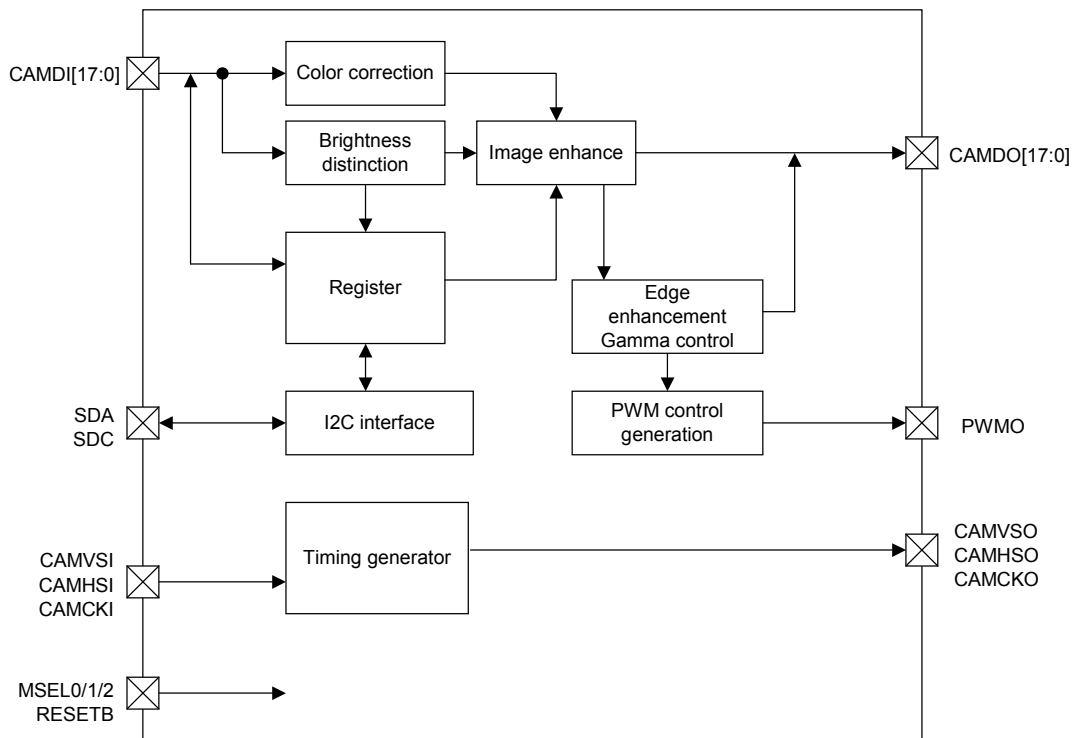 CAMDI[17:0]
Color correction
Brightness
distinction
Image enhance
CAMDO[17:0]
Register
Edge
enhancement
Gamma control
SDA
SDC
I2C interface
PWM control
generation
PWMO
CAMVSI
CAMHSI
CAMCKI
Timing generator
CAMVSO
CAMHSO
CAMCKO
MSEL0/1/2
RESETB